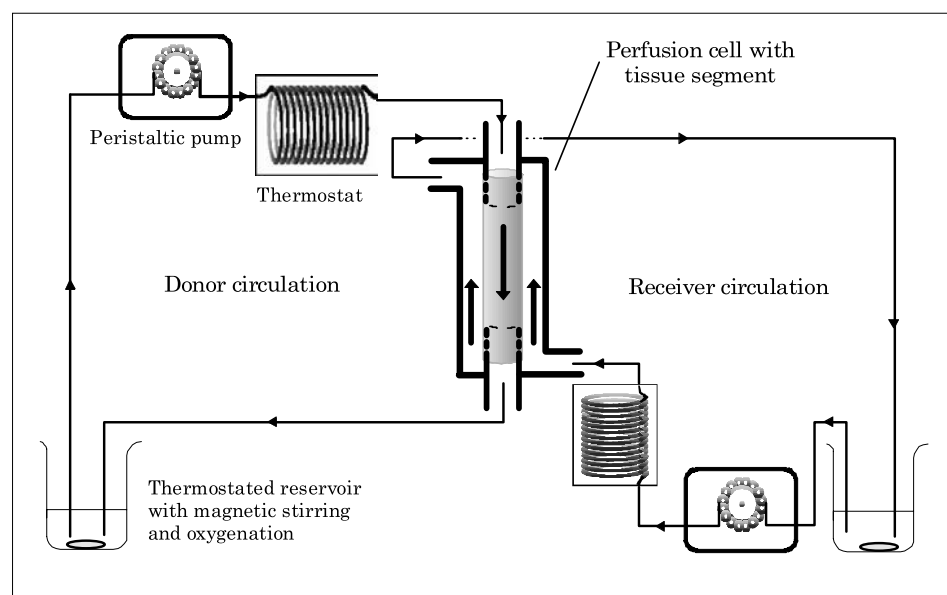 Perfusion cell with
tissue segment
Peristaltic pump
Thermostat
Donor circulation
Receiver circulation
Thermostated reservoir
with magnetic stirring
and oxygenation